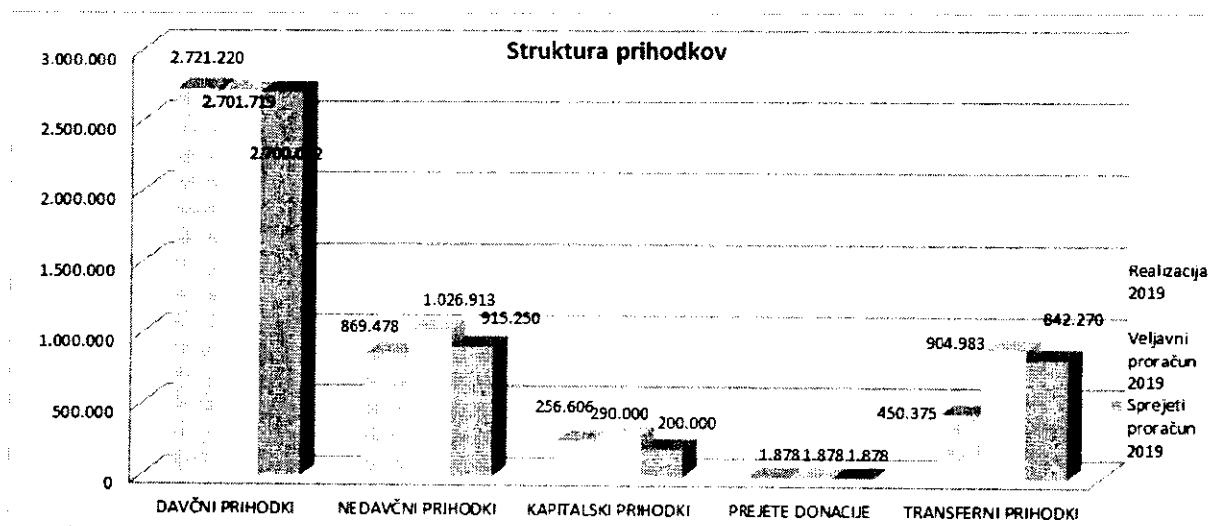 Struktura prihodkov
3.000.000
2.500.000
2.000.000
1.500.000
1.000.000
500.000
0
2.721.220
2.701.719
869.478
1.026.913
915.250
256.606
290.000
200.000
1.878
1.878
1.878
450.375
904.983
842.270
DAVČNI PRIHODKI
NEDAVČNI PRIHODKI
KAPITALSKI PRIHODKI
PREJETE DONACIJE
TRANSFERNI PRIHODKI
Realizacija
2019
Veljavni
proračun
2019
Sprejeti
proračun
2019